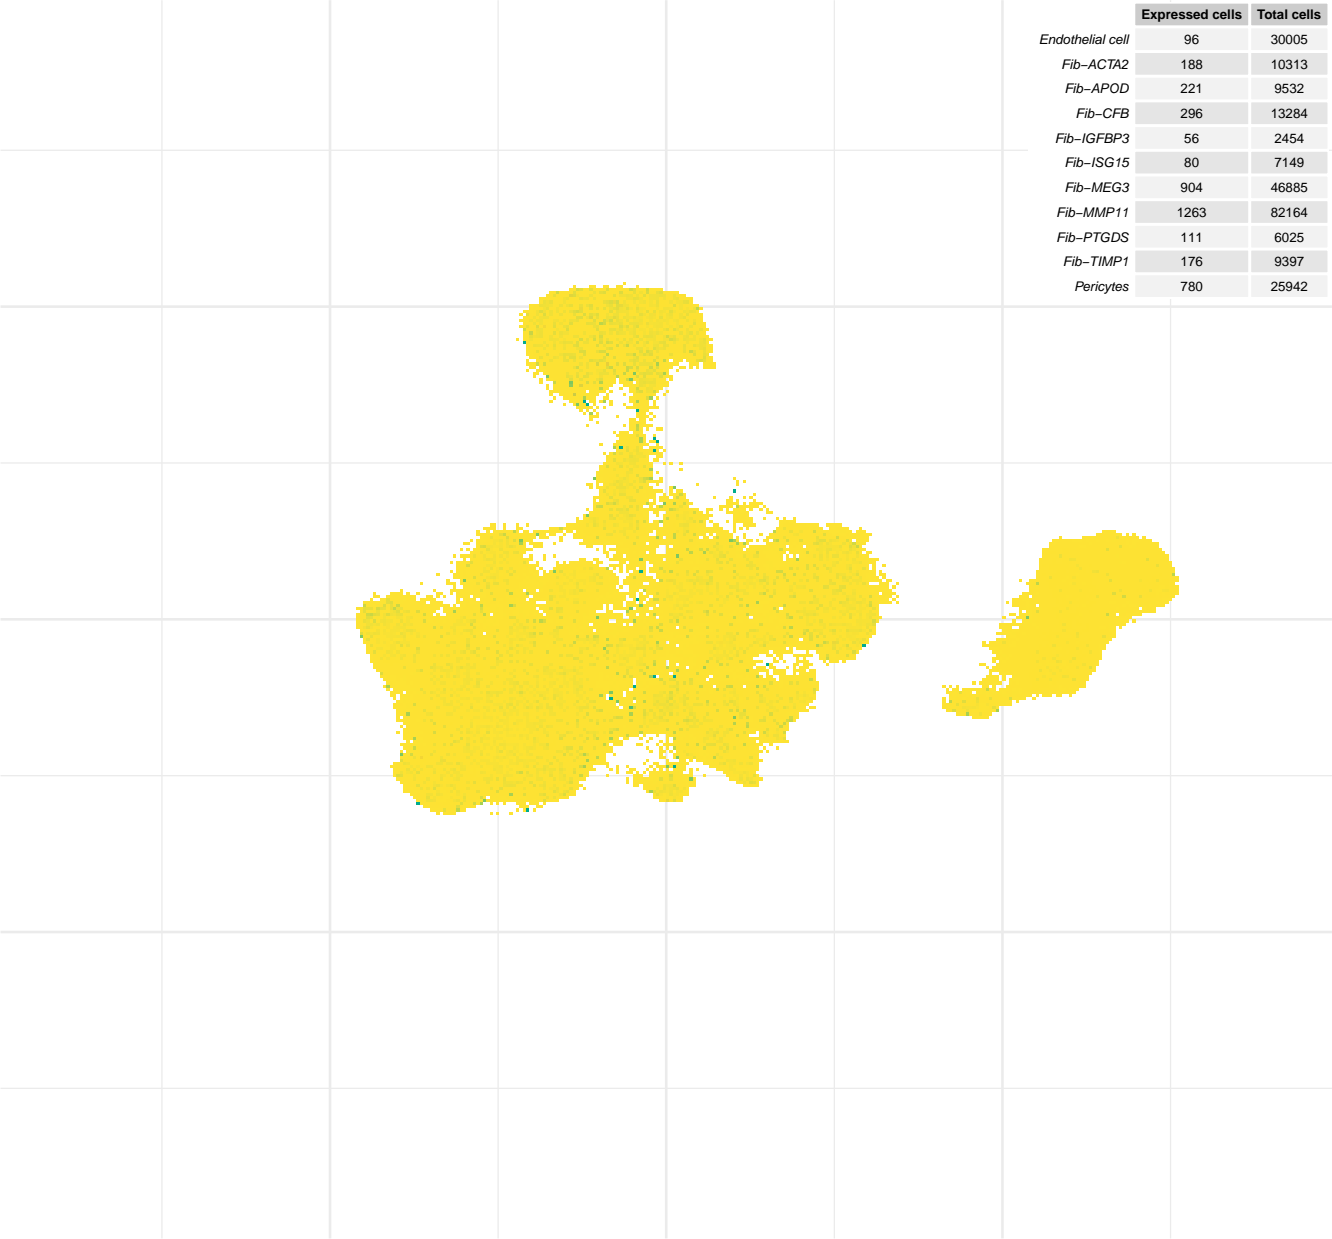 Expressed cells Total cells
Endothelial cell 96 30005
Fib−ACTA2 188 10313
Fib−APOD 221 9532
Fib−CFB 296 13284
Fib−IGFBP3 56 2454
Fib−ISG15 80 7149
Fib−MEG3 904 46885
Fib−MMP11 1263 82164
Fib−PTGDS 111 6025
Fib−TIMP1 176 9397
Pericytes 780 25942